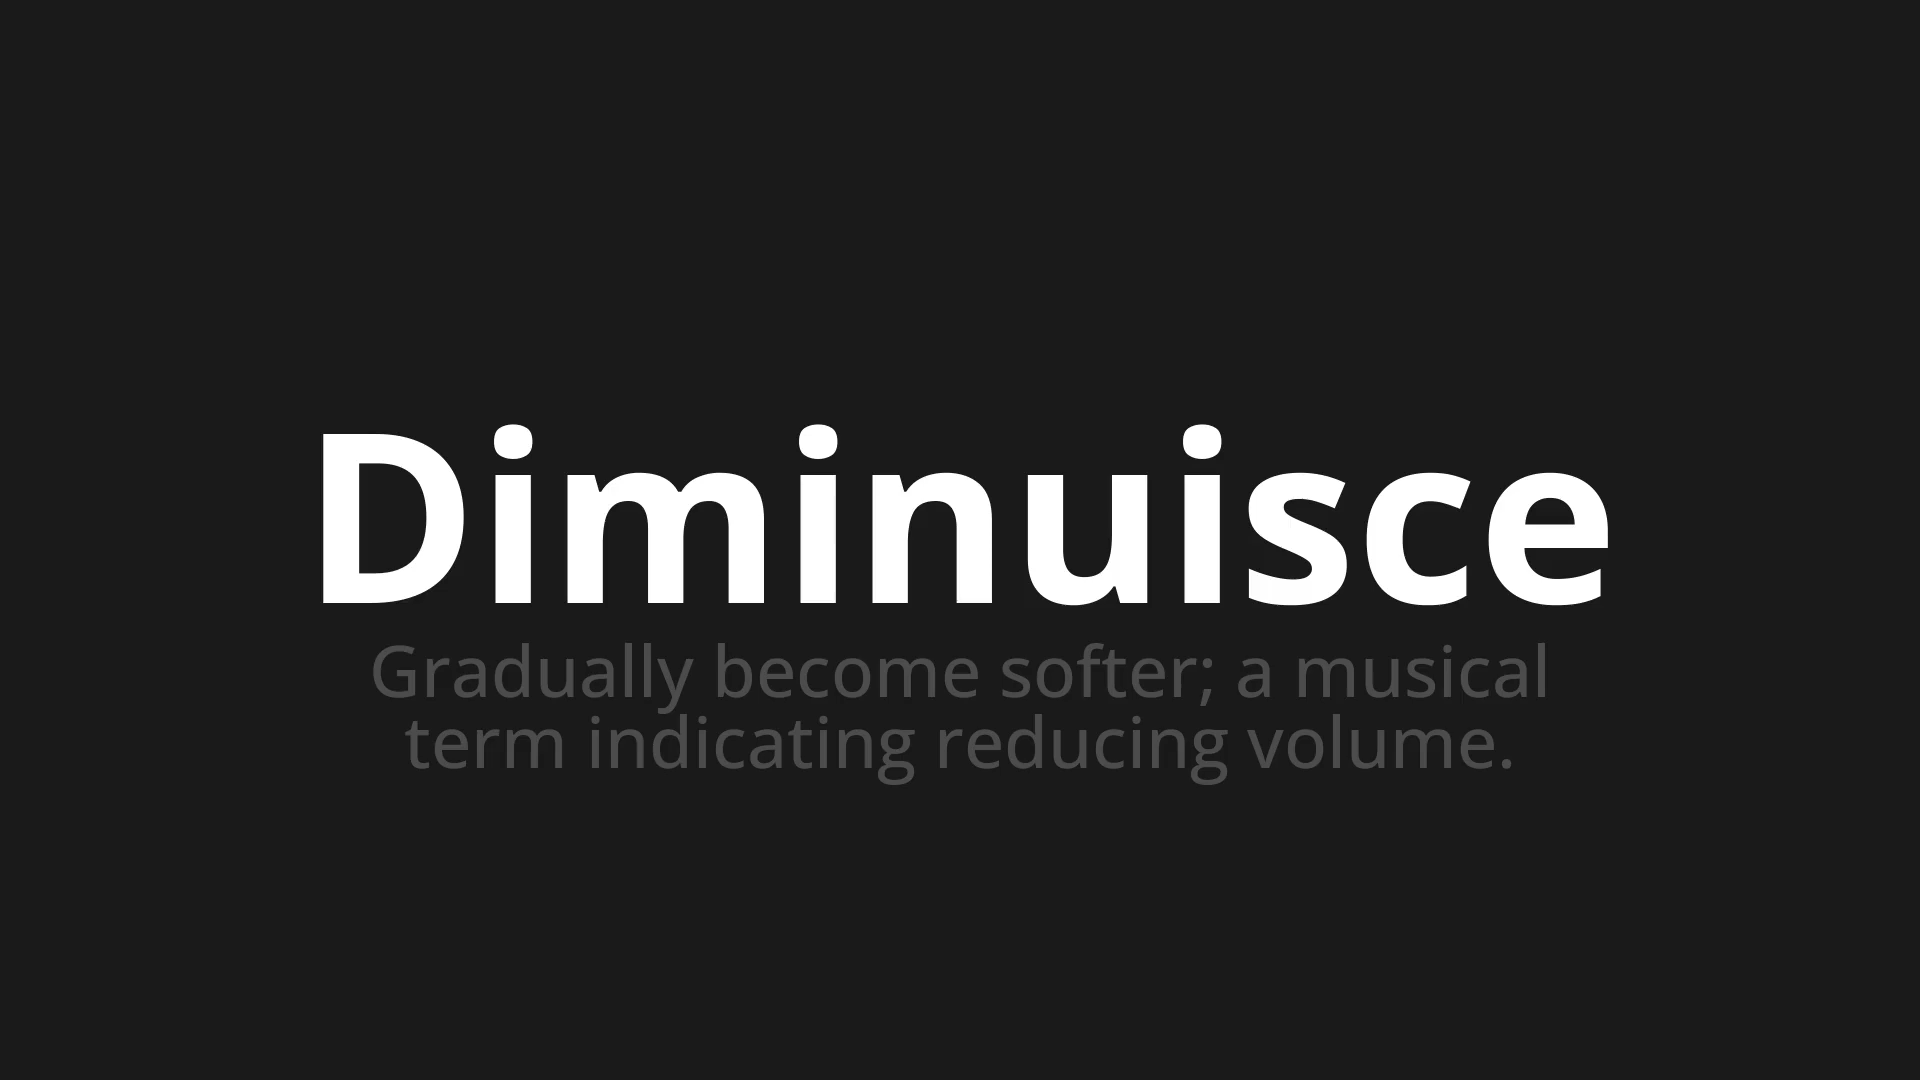 Diminuisce
Gradually become softer; a musical
term indicating reducing volume.